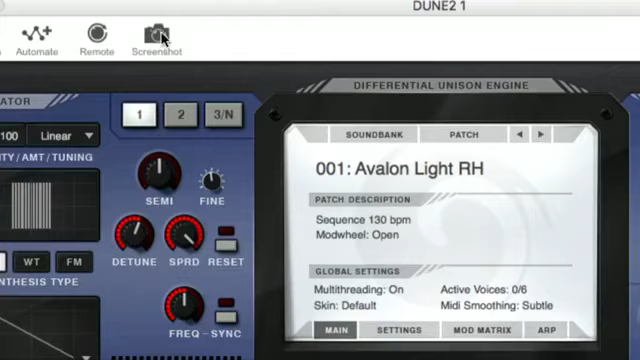 DUNE2 1
Automate
Remote
Screenshot
DIFFERENTIAL UNISON ENGINE
ATOR
1
2
3/N
100
Linear
SOUNDBANK
PATCH
ITY / AMT / TUNING
001: Avalon Light RH
SEMI
FINE
PATCH DESCRIPTION
Sequence 130 bpm
Modwheel: Open
WT
FM
DETUNE
SPRD
RESET
NTHESIS TYPE
GLOBAL SETTINGS
Multithreading: On
Active Voices: 0/6
Skin: Default
Midi Smoothing: Subtle
FREQ - SYNC
MAIN
SETTINGS
MOD MATRIX
ARP